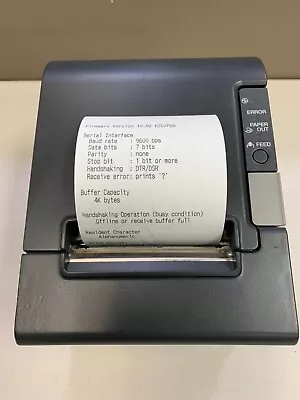 Firmware Version 10.02 ESC/POS
Serial Interface
Baud rate : 9600 bps
Data bits : 7 bits
Parity : none
Stop bit : 1 bit or more
Handshaking : DTR/DSR
Receive error: prints '?'
Buffer Capacity
4K bytes
Handshaking Operation (busy condition)
Offline or receive buffer full
Resident Character
Alphanumeric
ERROR
PAPER
OUT
FEED